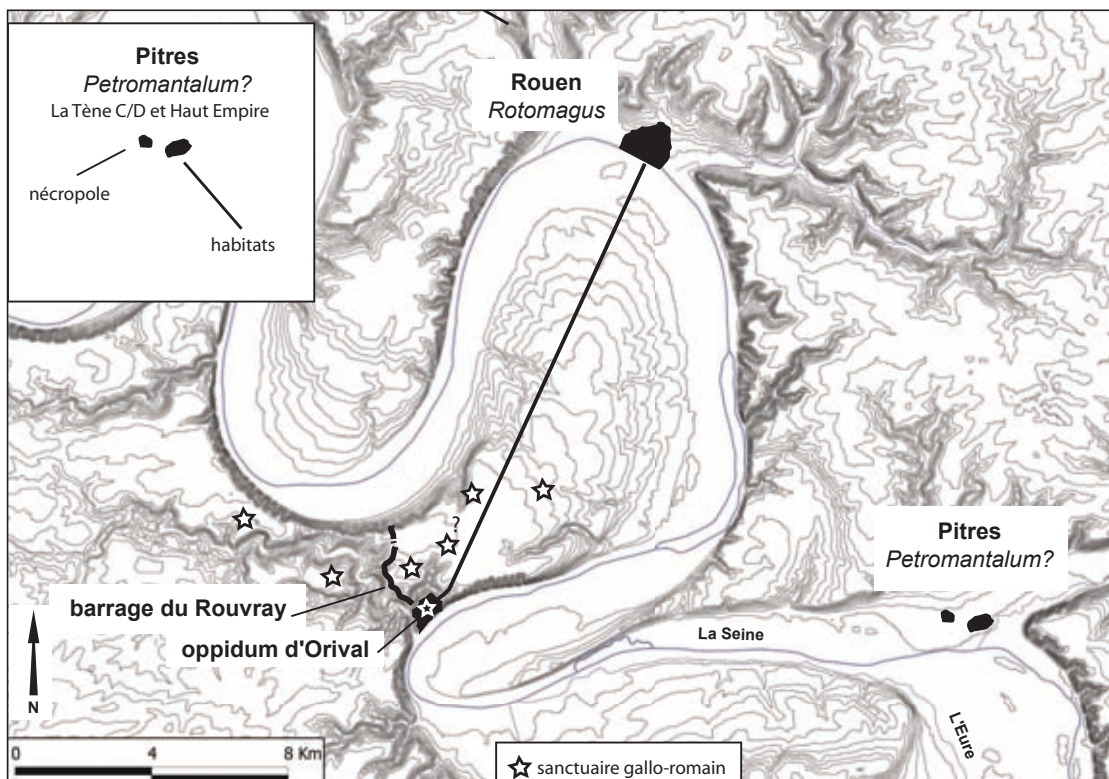 Pitres
Petromantalum?
La Tène C/D et Haut Empire
nécropole
habitats
Rouen
Rotomagus
?
barrage du Rouvray
oppidum d'Orival
Pitres
Petromantalum?
La Seine
L'Eure
N
0 4 8 Km
sanctuaire gallo-romain